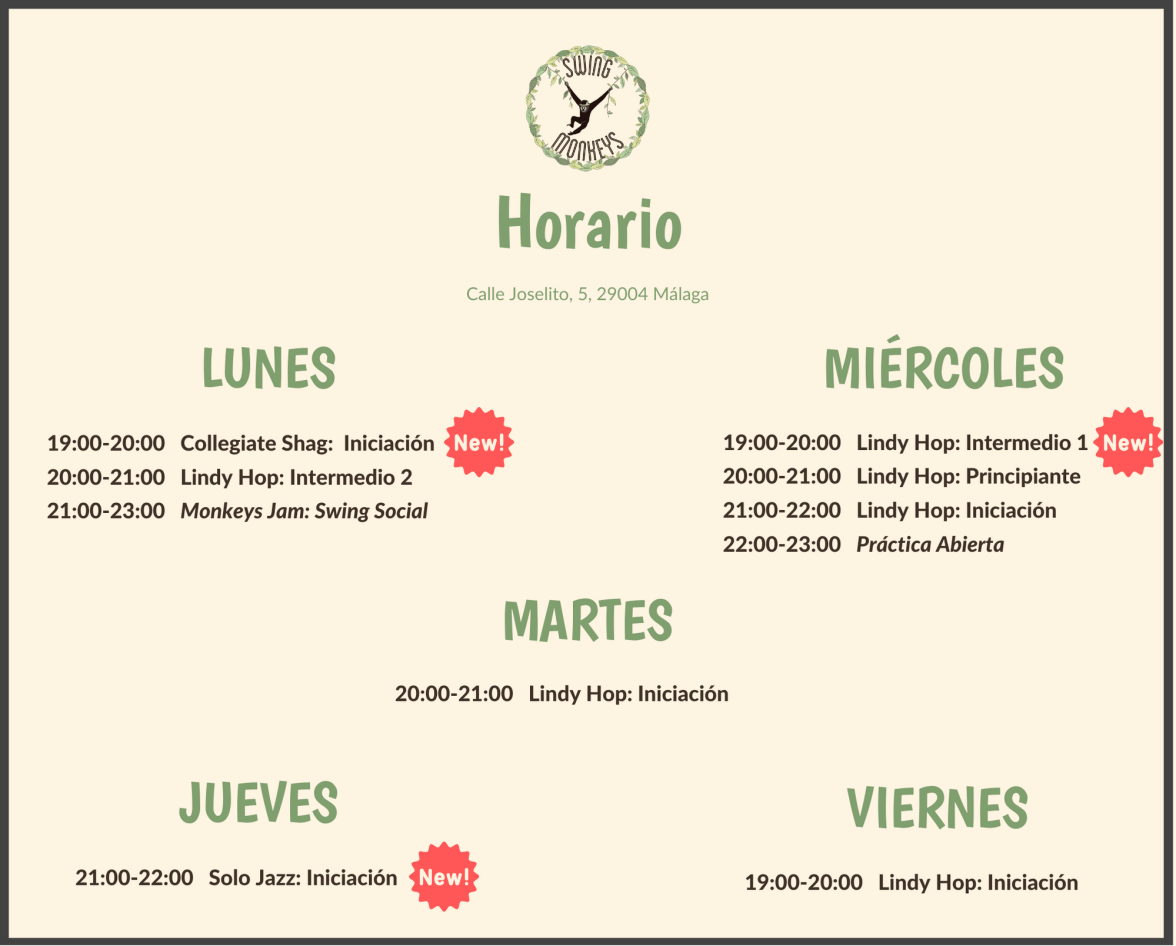 SWING
MONKEYS
Horario
Calle Joselito, 5, 29004 Málaga
LUNES
19:00-20:00 Collegiate Shag: Iniciación New!
20:00-21:00 Lindy Hop: Intermedio 2
21:00-23:00 Monkeys Jam: Swing Social
MIÉRCOLES
19:00-20:00 Lindy Hop: Intermedio 1 New!
20:00-21:00 Lindy Hop: Principiante
21:00-22:00 Lindy Hop: Iniciación
22:00-23:00 Práctica Abierta
MARTES
20:00-21:00 Lindy Hop: Iniciación
JUEVES
21:00-22:00 Solo Jazz: Iniciación New!
VIERNES
19:00-20:00 Lindy Hop: Iniciación